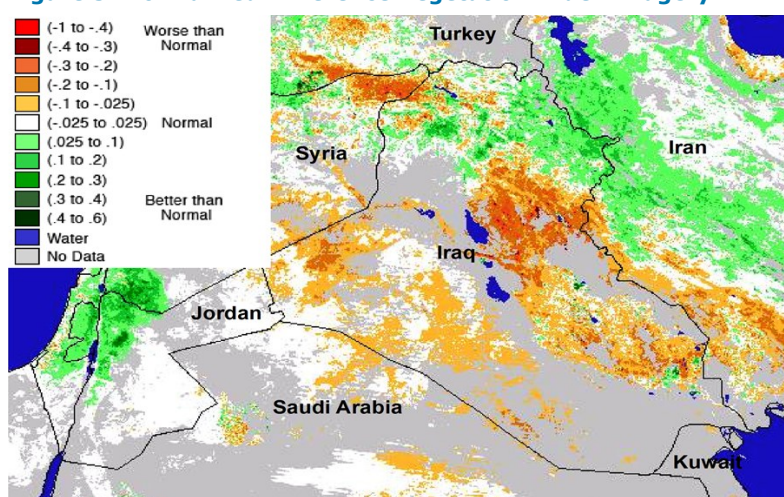 (-1 to -.4)
Worse than
Normal
(-.4 to -.3)
(-.3 to -.2)
(-.2 to -.1)
(-.1 to -.025)
(-.025 to .025)
Normal
(.025 to .1)
(.1 to .2)
(.2 to .3)
(.3 to .4)
Better than
Normal
(.4 to .6)
Water
No Data
Turkey
Syria
Iran
Iraq
Jordan
Saudi Arabia
Kuwait